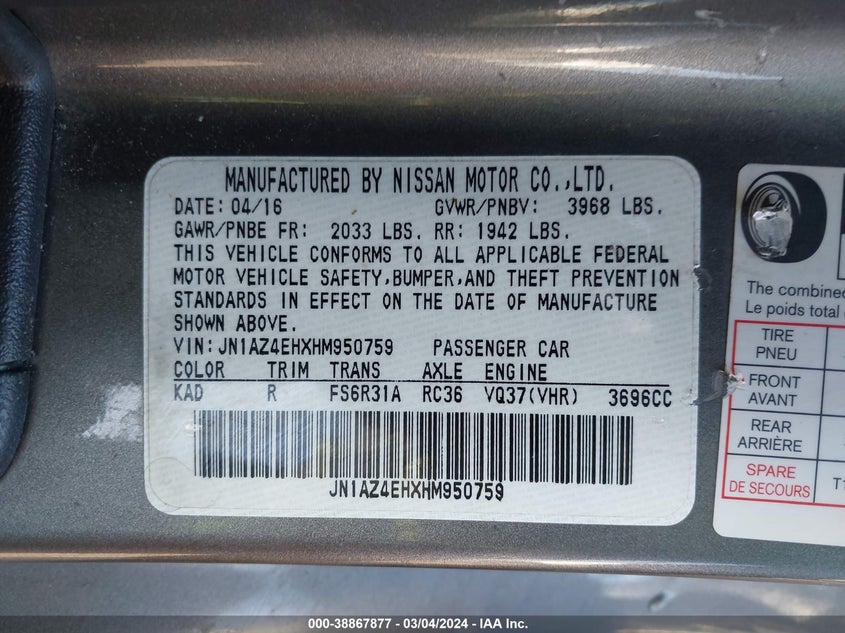 MANUFACTURED BY NISSAN MOTOR CO.,LTD.
DATE: 04/16 GVWR/PNBV: 3968 LBS.
GAWR/PNBE FR: 2033 LBS. RR: 1942 LBS.
THIS VEHICLE CONFORMS TO ALL APPLICABLE FEDERAL
MOTOR VEHICLE SAFETY,BUMPER,AND THEFT PREVENTION
STANDARDS IN EFFECT ON THE DATE OF MANUFACTURE
SHOWN ABOVE.
VIN: JN1AZ4EHXHM950759 PASSENGER CAR
COLOR TRIM TRANS AXLE ENGINE
KAD R FS6R31A RC36 VQ37(VHR) 3696CC
JN1AZ4EHXHM950759
The combined
Le poids total
TIRE
PNEU
FRONT
AVANT
REAR
ARRIÈRE
SPARE
DE SECOURS
000-38867877 - 03/04/2024 - IAA Inc.